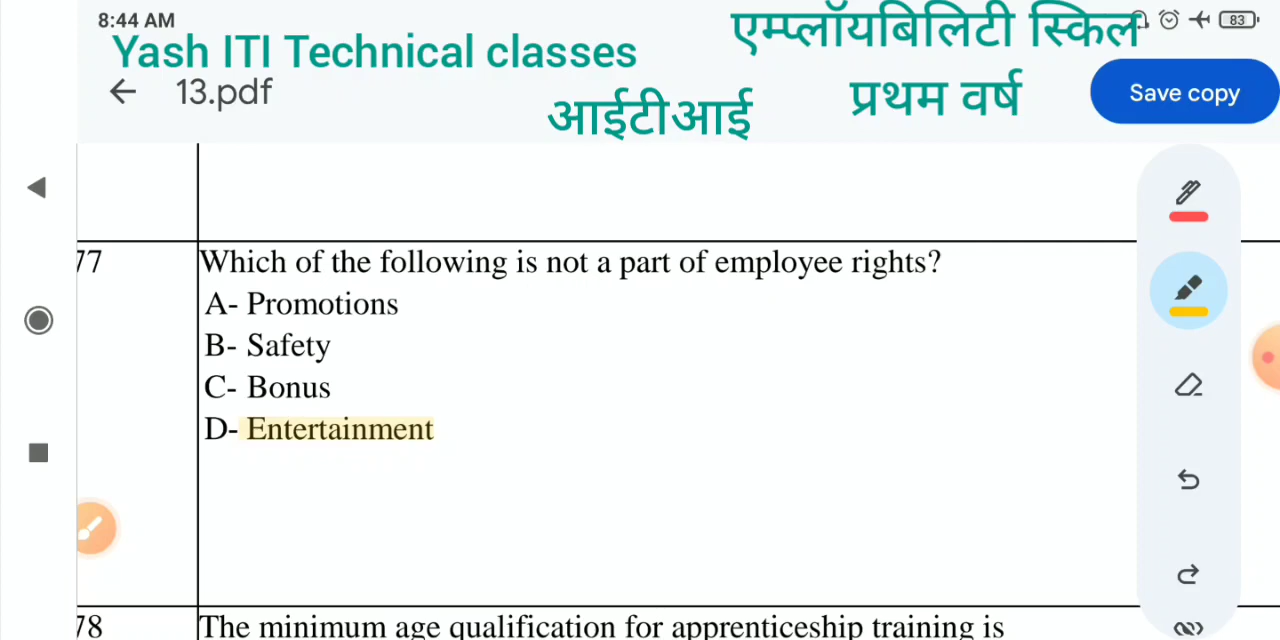 8:44 AM
83
Yash ITI Technical classes
एम्प्लॉयबिलिटी स्किल
13.pdf
आईटीआई
प्रथम वर्ष
Save copy
77
Which of the following is not a part of employee rights?
A- Promotions
B- Safety
C- Bonus
D- Entertainment
78
The minimum age qualification for apprenticeship training is